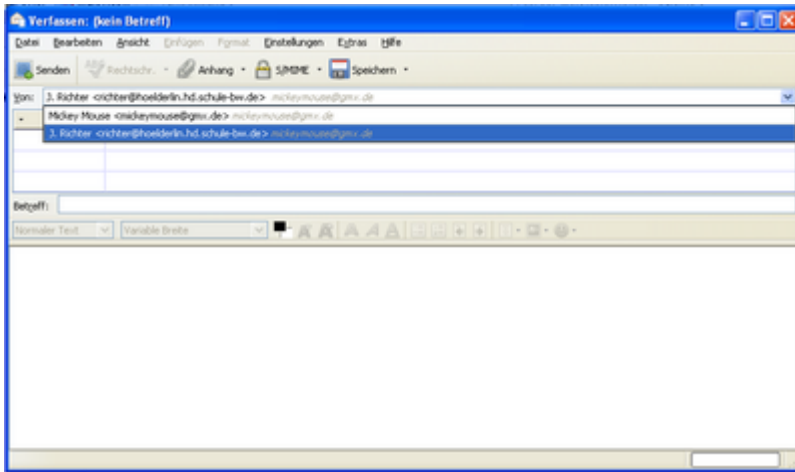 Verfassen: (kein Betreff)
Datei Bearbeiten Ansicht Einfügen Format Einstellungen Extras Hilfe
Senden Rechtschr. Anhang S/MIME Speichern
Von: J. Richter <richter@hoelderlin.hd.schule-bw.de> mickeymouse@gmx.de
Mickey Mouse <mickeymouse@gmx.de> mickeymouse@gmx.de
J. Richter <richter@hoelderlin.hd.schule-bw.de> mickeymouse@gmx.de
Betreff:
Normaler Text Variable Breite